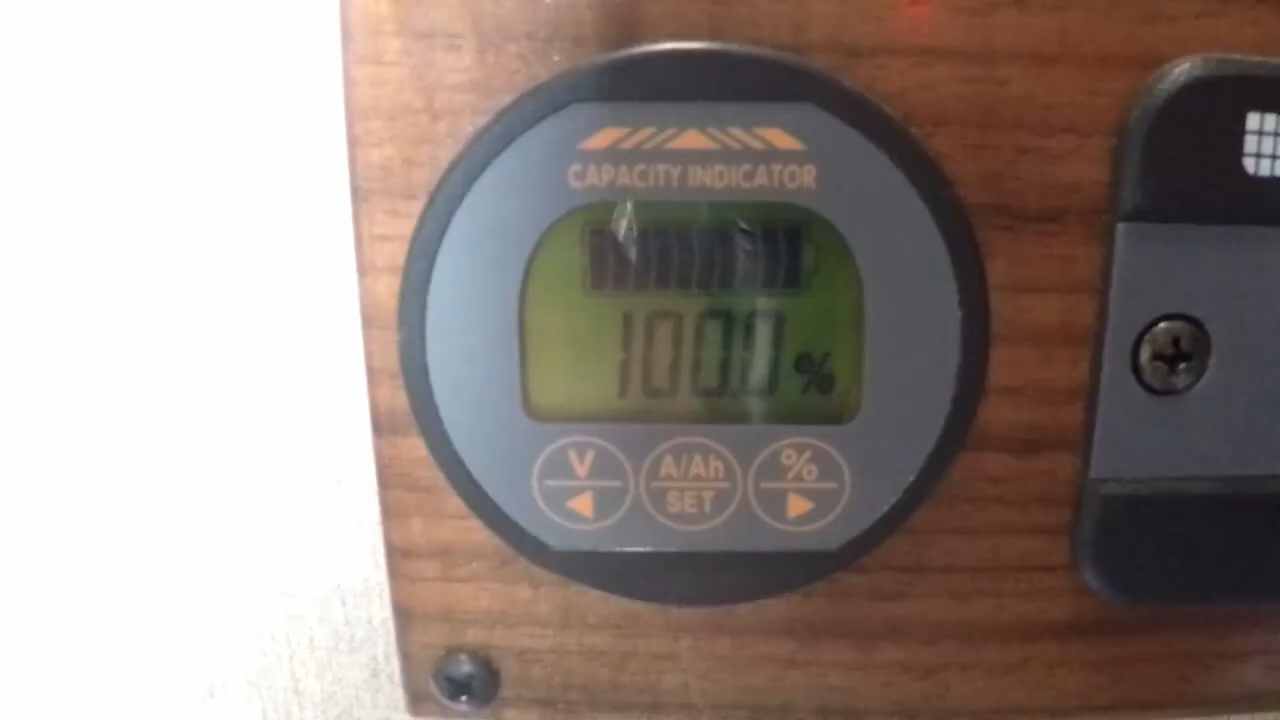 CAPACITY INDICATOR
100.0 %
V A/Ah %
SET